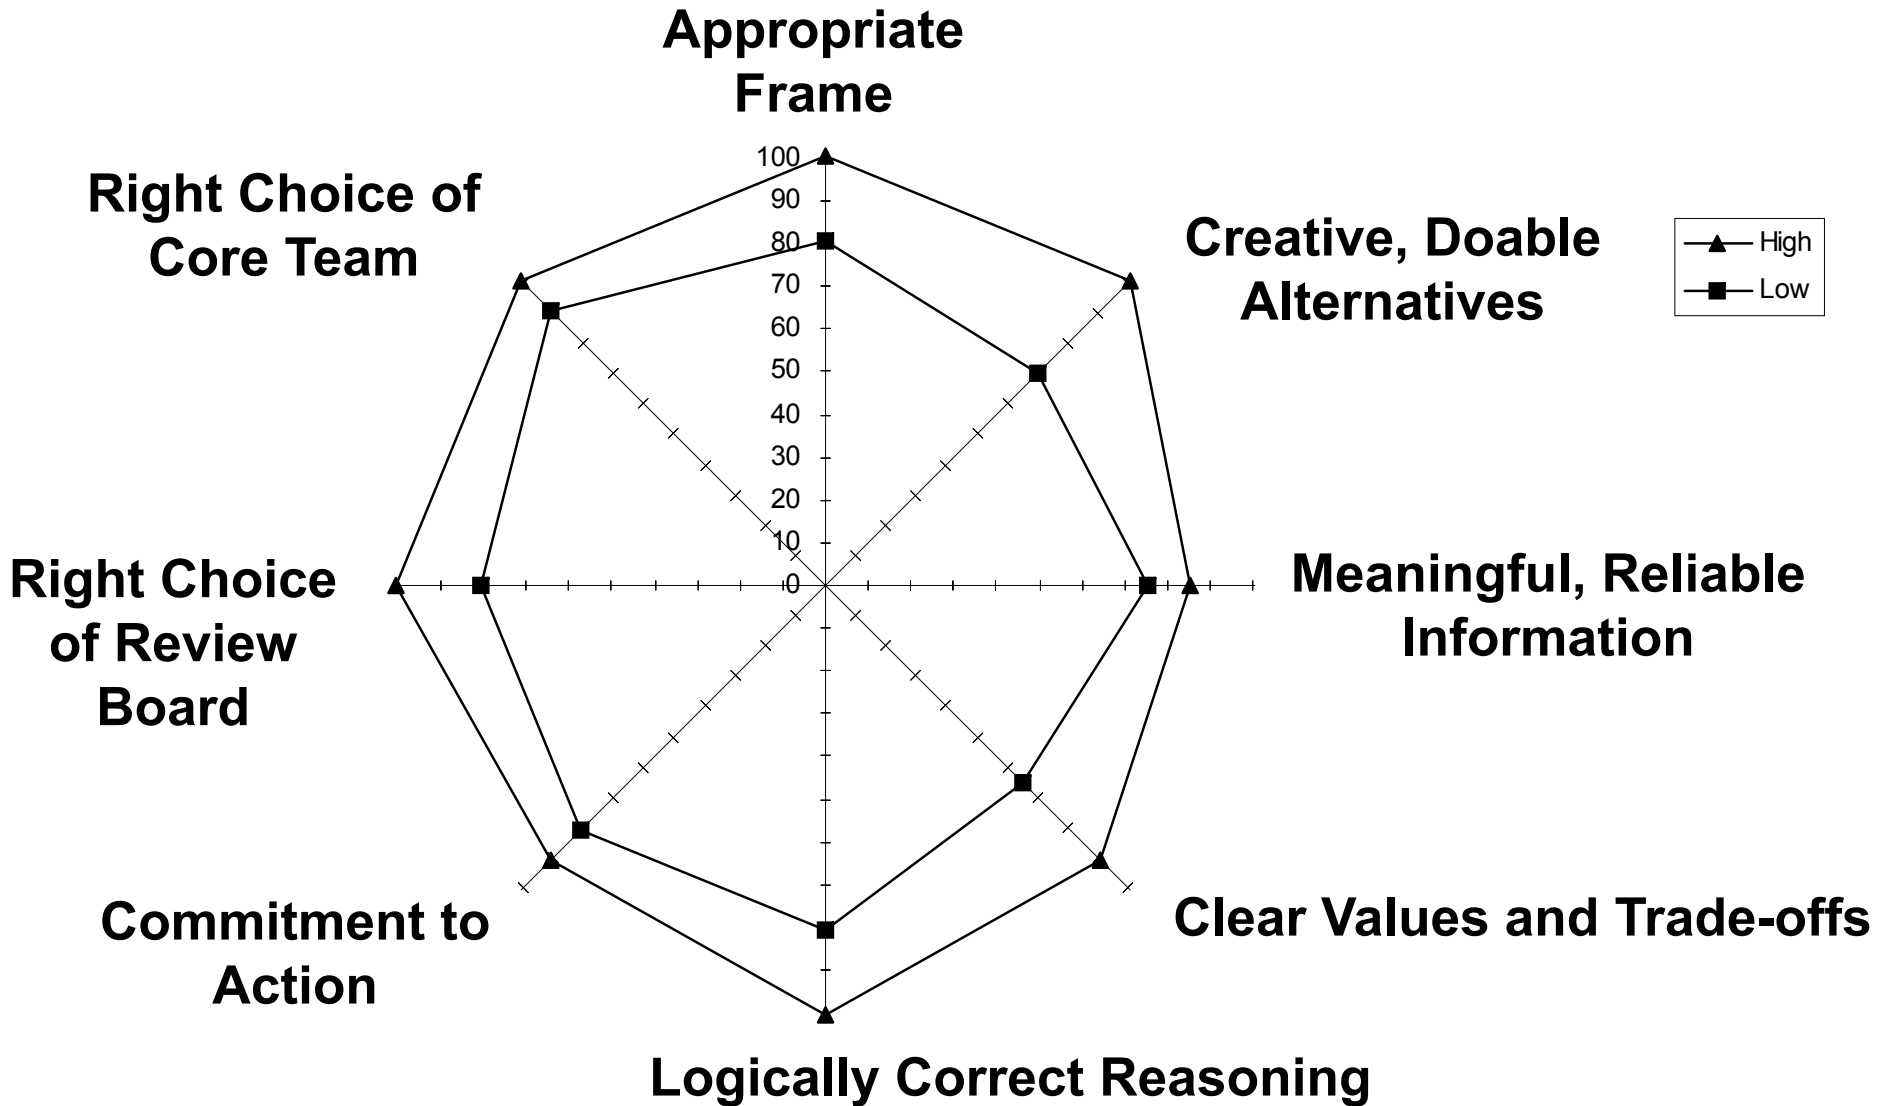 Appropriate
Frame
Right Choice of
Core Team
Creative, Doable
Alternatives
High
Low
100
90
80
70
60
50
40
30
20
10
0
Right Choice
of Review
Board
Meaningful, Reliable
Information
Commitment to
Action
Clear Values and Trade-offs
Logically Correct Reasoning